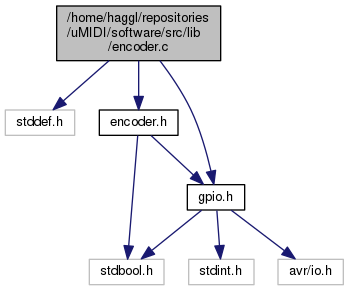 /home/haggl/repositories
/uMIDI/software/src/lib
/encoder.c
stddef.h
encoder.h
gpio.h
stdbool.h
stdint.h
avr/io.h